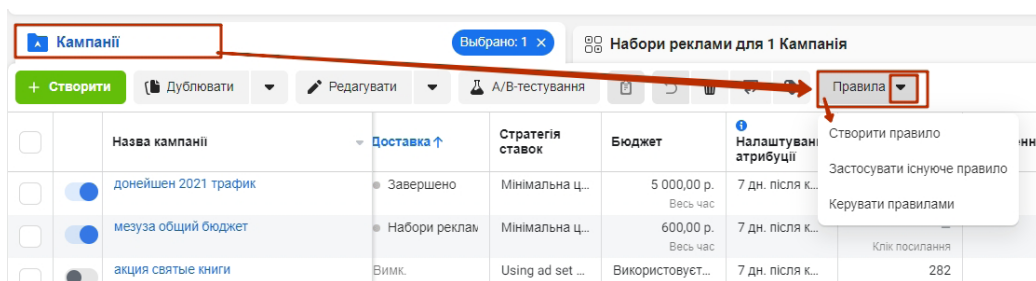 Кампанії
Выбрано: 1 ×
Набори реклами для 1 Кампанія
+ Створити
Дублювати
Редагувати
A/B-тестування
Правила
Створити правило
Застосувати існуюче правило
Керувати правилами
Назва кампанії
Доставка ↑
Стратегія
ставок
Бюджет
атрибуції
донейшен 2021 трафик
Завершено
Мінімальна ц...
5 000,00 р.
Весь час
7 дн. після к...
мезуза общий бюджет
Набори реклам
Мінімальна ц...
600,00 р.
Весь час
7 дн. після к...
Клік посилання
акция святые книги
Вимк.
Using ad set ...
Використовуєт...
7 дн. після к...
282